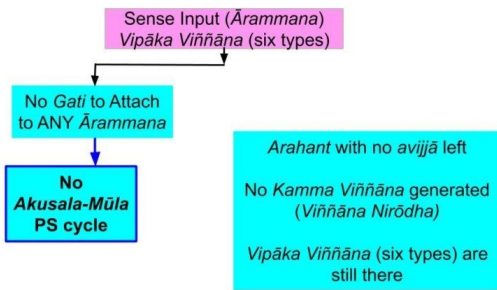 Sense Input (Ārammana)
Vipāka Viññāna (six types)
No Gati to Attach
to ANY Ārammana
No
Akusala-Mūla
PS cycle
Arahant with no avijjā left
No Kamma Viññāna generated
(Viññāna Nirōdha)
Vipāka Viññāna (six types) are
still there